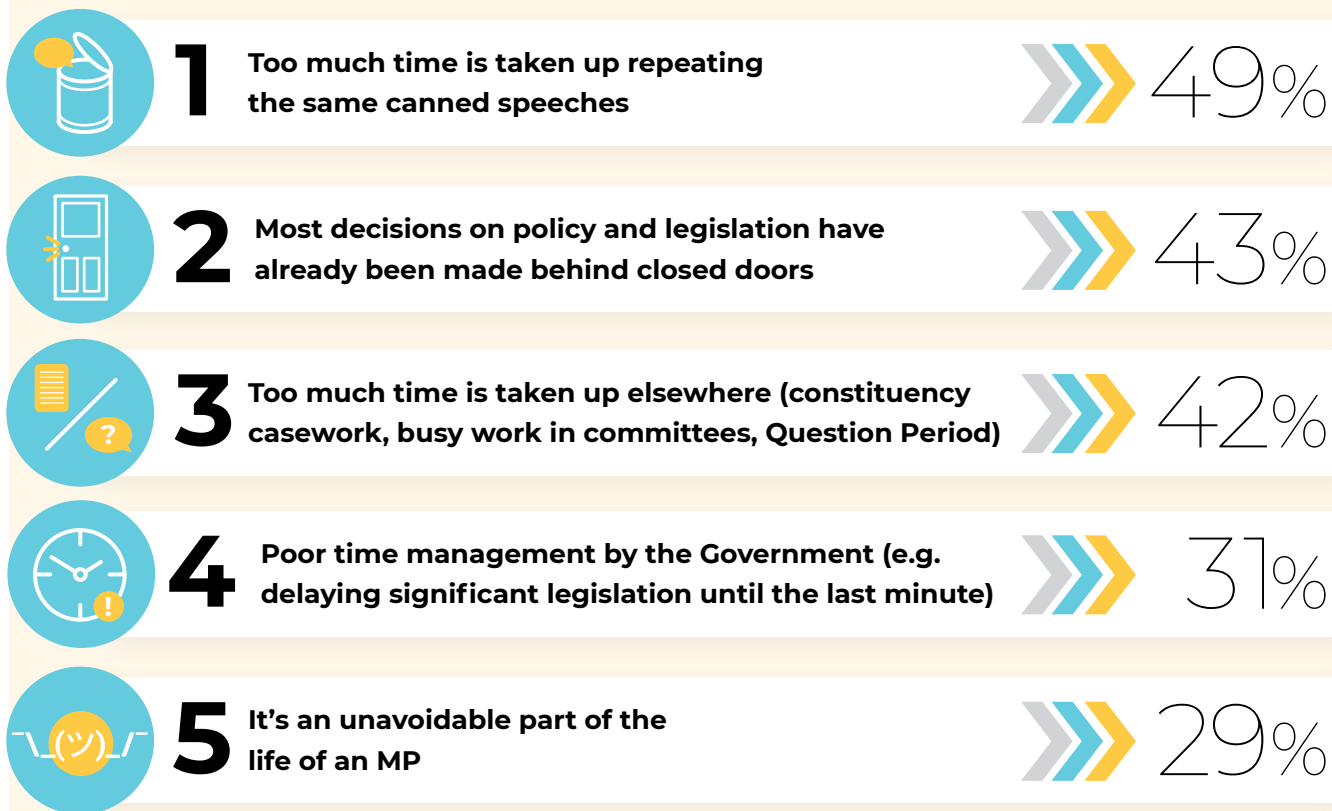 1
Too much time is taken up repeating
the same canned speeches
49%
2
Most decisions on policy and legislation have
already been made behind closed doors
43%
3
Too much time is taken up elsewhere (constituency
casework, busy work in committees, Question Period)
42%
?
4
Poor time management by the Government (e.g.
delaying significant legislation until the last minute)
31%
!
5
It’s an unavoidable part of the
life of an MP
29%
¯\_(ツ)_/¯